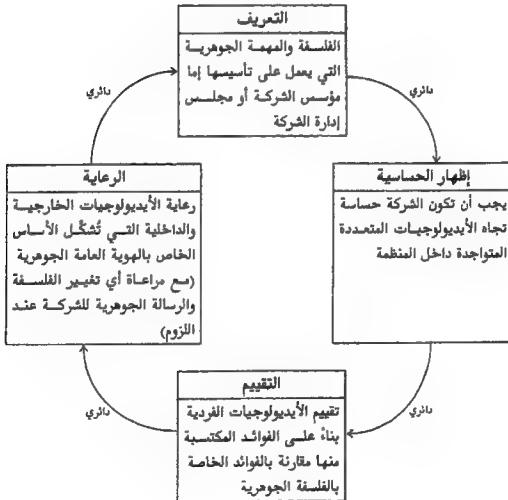 التعريف
الفلسفة والمهمة الجوهرية
التي يعمل على تأسيسها إما
مؤسس الشركة أو مجلس
إدارة الشركة
دائري
دائري
إظهار الحساسية
يجب أن تكون الشركة حساسة
تجاه الأيديولوجيات المتعددة
المتواجدة داخل المنظمة
الرعاية
رعاية الأيديولوجيات الخارجية
والداخلية التي تُشكِّل الأساس
الخاص بالهوية العامة الجوهرية
(مع مراعاة أي تغيير الفلسفة
والرسالة الجوهرية للشركة عند
اللزوم)
دائري
دائري
التقييم
تقييم الأيديولوجيات الفردية
بناءً على الفوائد المكتسبة
منها مقارنة بالفوائد الخاصة
بالفلسفة الجوهرية